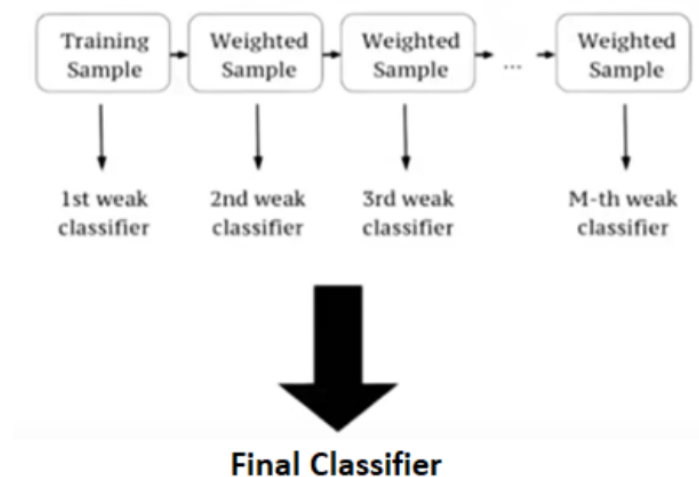 Training
Sample
Weighted
Sample
Weighted
Sample
...
Weighted
Sample
1st weak
classifier
2nd weak
classifier
3rd weak
classifier
M-th weak
classifier
Final Classifier